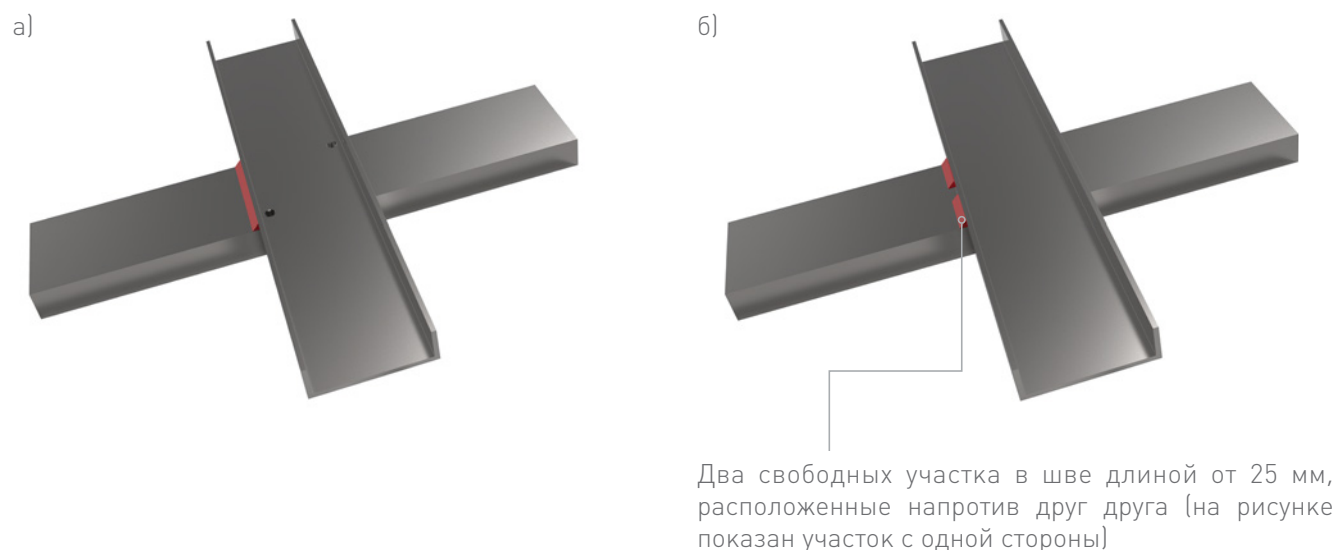 а)
б)
Два свободных участка в шве длиной от 25 мм,
расположенные напротив друг друга (на рисунке
показан участок с одной стороны)